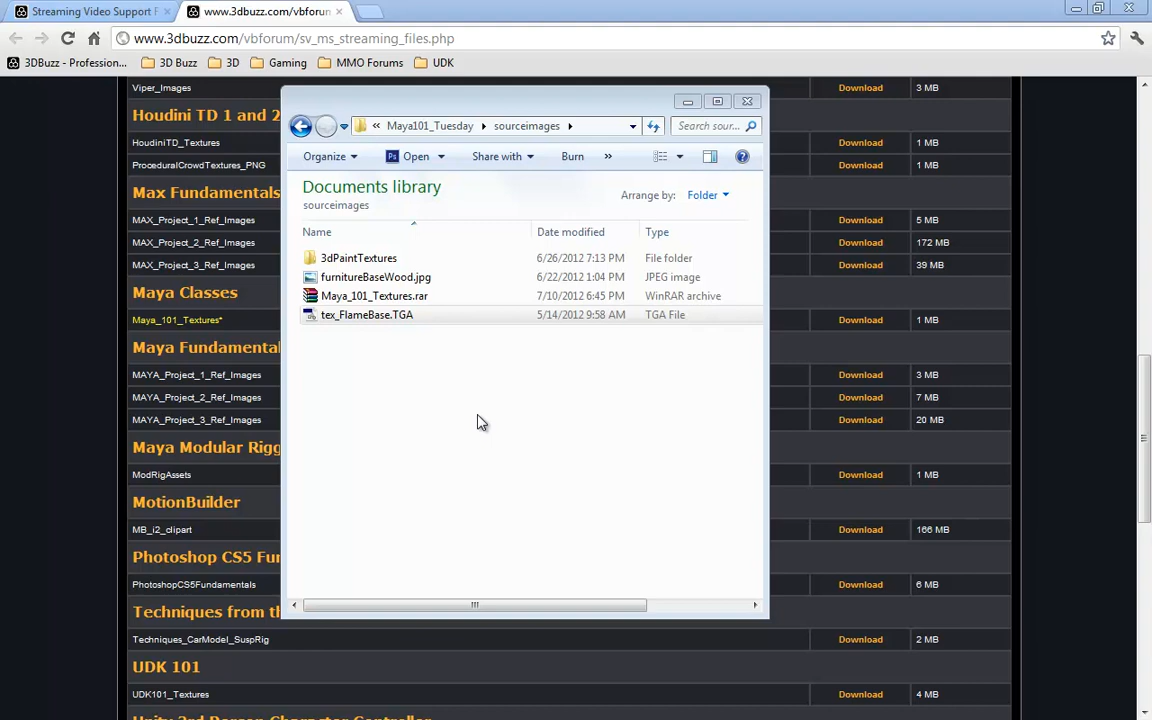 Streaming Video Support F
www.3dbuzz.com/vbforum
www.3dbuzz.com/vbforum/sv_ms_streaming_files.php
3DBuzz - Profession...
3D Buzz
3D
Gaming
MMO Forums
UDK
Viper_Images Download 3 MB
Houdini TD 1 and 2
HoudiniTD_Textures Download 1 MB
ProceduralCrowdTextures_PNG Download 1 MB
Max Fundamentals
MAX_Project_1_Ref_Images Download 5 MB
MAX_Project_2_Ref_Images Download 172 MB
MAX_Project_3_Ref_Images Download 39 MB
Maya Classes
Maya_101_Textures* Download 1 MB
Maya Fundamental
MAYA_Project_1_Ref_Images Download 3 MB
MAYA_Project_2_Ref_Images Download 7 MB
MAYA_Project_3_Ref_Images Download 20 MB
Maya Modular Rigg
ModRigAssets Download 1 MB
MotionBuilder
MB_i2_clipart Download 166 MB
Photoshop CS5 Fun
PhotoshopCS5Fundamentals Download 6 MB
Techniques from th
Techniques_CarModel_SuspRig Download 2 MB
UDK 101
UDK101_Textures Download 4 MB
Unity 3rd Person Character Controller
« Maya101_Tuesday sourceimages
Search sour...
Organize
Ps Open
Share with
Burn
»
Documents library
sourceimages
Arrange by: Folder
Name Date modified Type
3dPaintTextures 6/26/2012 7:13 PM File folder
furnitureBaseWood.jpg 6/22/2012 1:04 PM JPEG image
Maya_101_Textures.rar 7/10/2012 6:45 PM WinRAR archive
tex_FlameBase.TGA 5/14/2012 9:58 AM TGA File